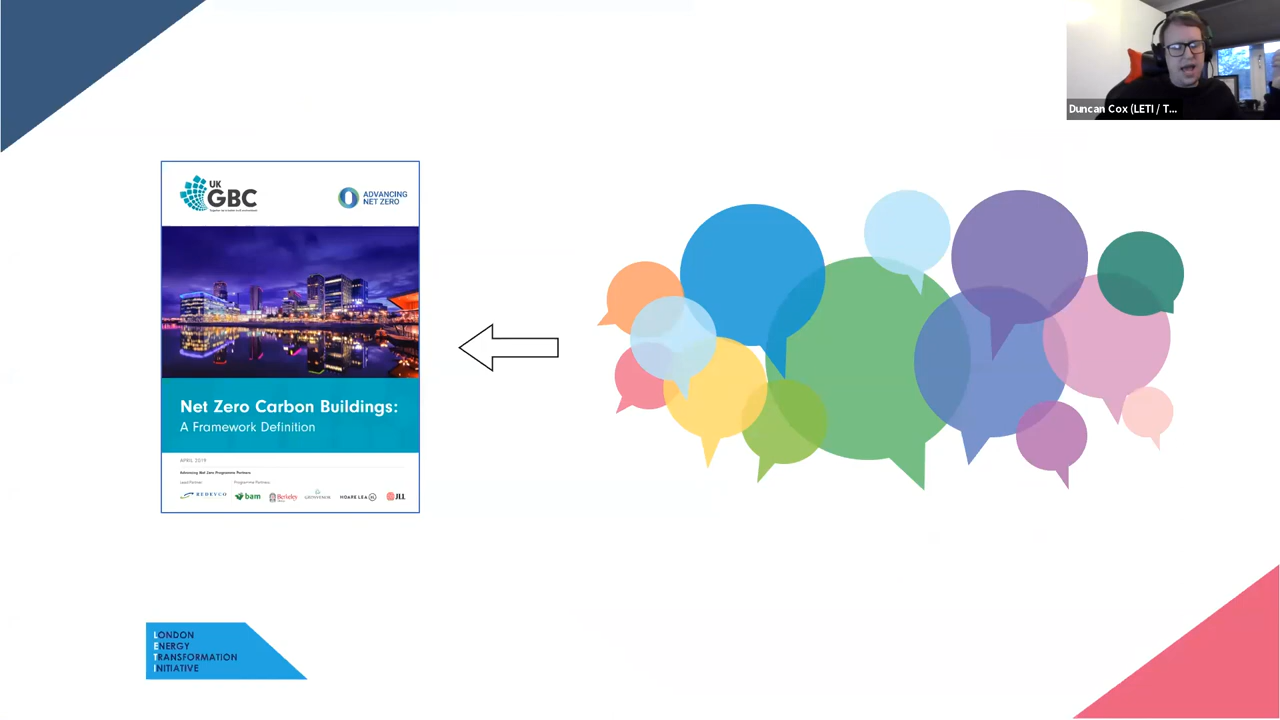 Duncan Cox (LETI / T...
UK
GBC
ADVANCING
NET ZERO
Net Zero Carbon Buildings:
A Framework Definition
APRIL 2019
Advancing Net Zero Programme Partners
Lead Partner
Programme Partners
REDEVCO
bam
Berkeley
GROSVENOR
HOARE LEA
JLL
LONDON
ENERGY
TRANSFORMATION
INITIATIVE